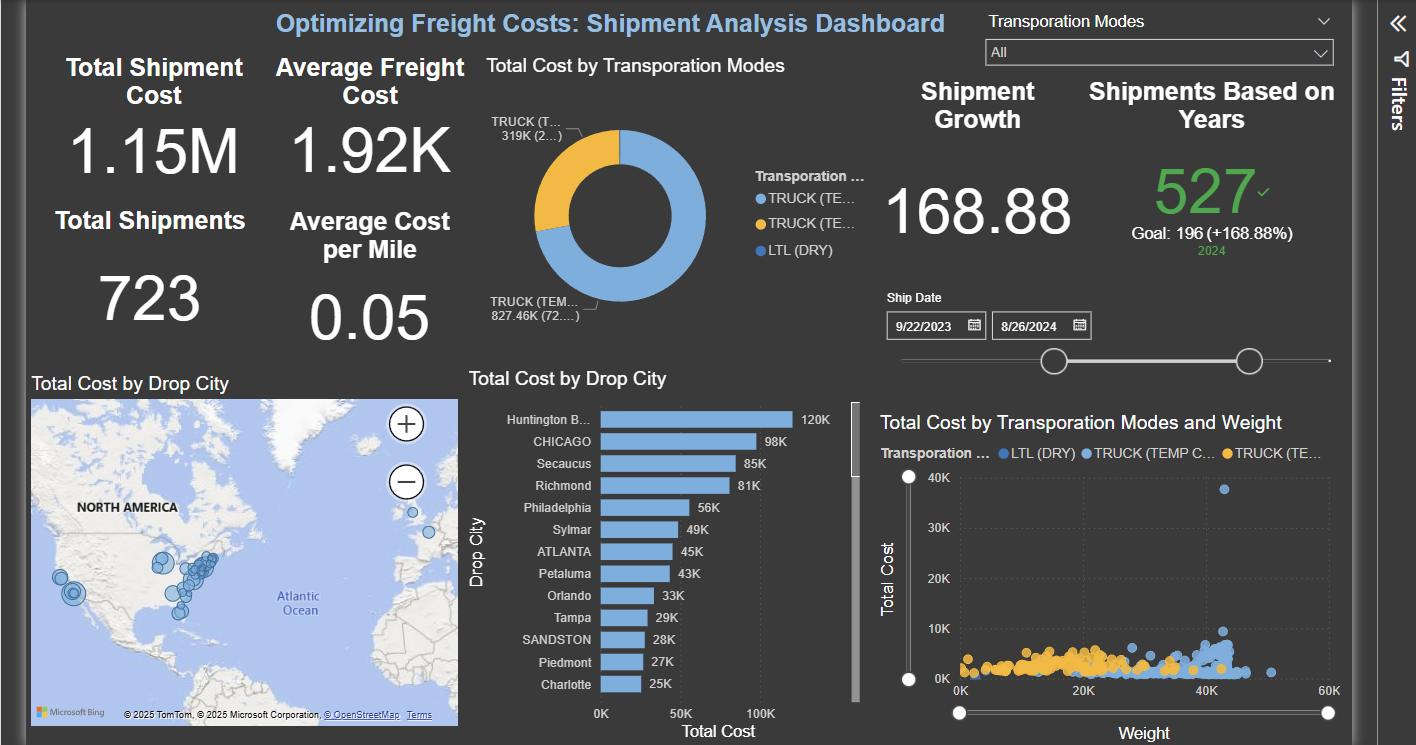 Optimizing Freight Costs: Shipment Analysis Dashboard
Transporation Modes
All
Filters
Total Shipment
Cost
1.15M
Average Freight
Cost
1.92K
Total Shipments
723
Average Cost
per Mile
0.05
Total Cost by Transporation Modes
TRUCK (T...
319K (2...)
TRUCK (TEM...
827.46K (72....)
Transporation ...
TRUCK (TE...
TRUCK (TE...
LTL (DRY)
Shipment
Growth
168.88
Shipments Based on
Years
527
Goal: 196 (+168.88%)
2024
Ship Date
9/22/2023
8/26/2024
Total Cost by Drop City
NORTH AMERICA
Atlantic
Ocean
Microsoft Bing
© 2025 TomTom, © 2025 Microsoft Corporation, © OpenStreetMap Terms
Total Cost by Drop City
Drop City
Huntington B... 120K
CHICAGO 98K
Secaucus 85K
Richmond 81K
Philadelphia 56K
Sylmar 49K
ATLANTA 45K
Petaluma 43K
Orlando 33K
Tampa 29K
SANDSTON 28K
Piedmont 27K
Charlotte 25K
0K 50K 100K
Total Cost
Total Cost by Transporation Modes and Weight
Transporation ... LTL (DRY) TRUCK (TEMP C... TRUCK (TE...
Total Cost
40K
30K
20K
10K
0K
0K 20K 40K 60K
Weight